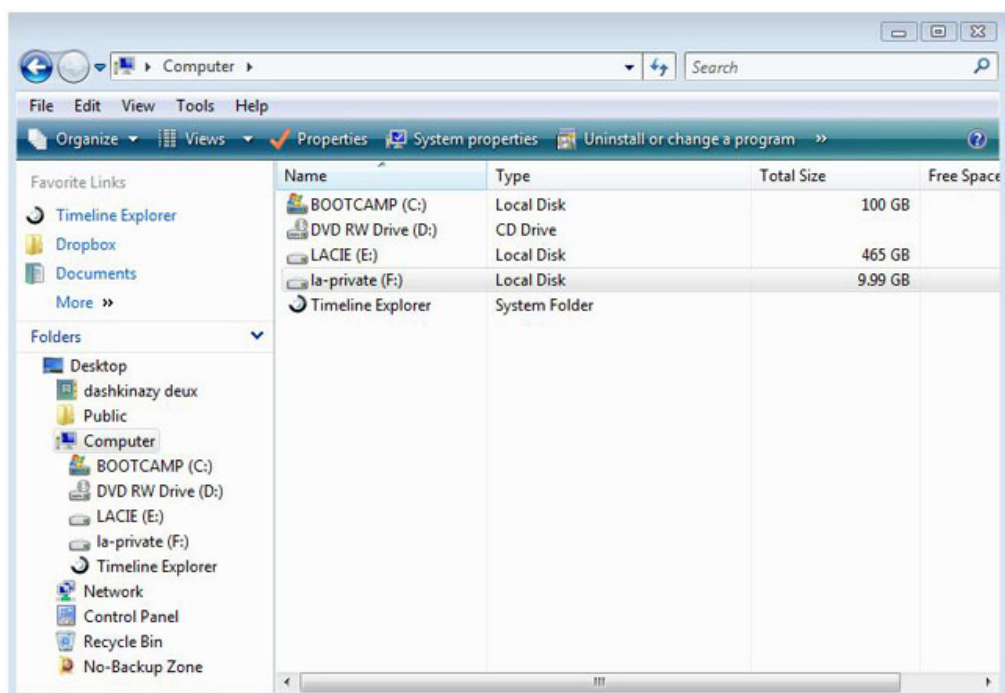 Computer
Search
File Edit View Tools Help
Organize Views Properties System properties Uninstall or change a program »
Favorite Links
Timeline Explorer
Dropbox
Documents
More »
Folders
Desktop
dashkinazy deux
Public
Computer
BOOTCAMP (C:)
DVD RW Drive (D:)
LACIE (E:)
la-private (F:)
Timeline Explorer
Network
Control Panel
Recycle Bin
No-Backup Zone
Name Type Total Size Free Space
BOOTCAMP (C:) Local Disk 100 GB
DVD RW Drive (D:) CD Drive
LACIE (E:) Local Disk 465 GB
la-private (F:) Local Disk 9.99 GB
Timeline Explorer System Folder